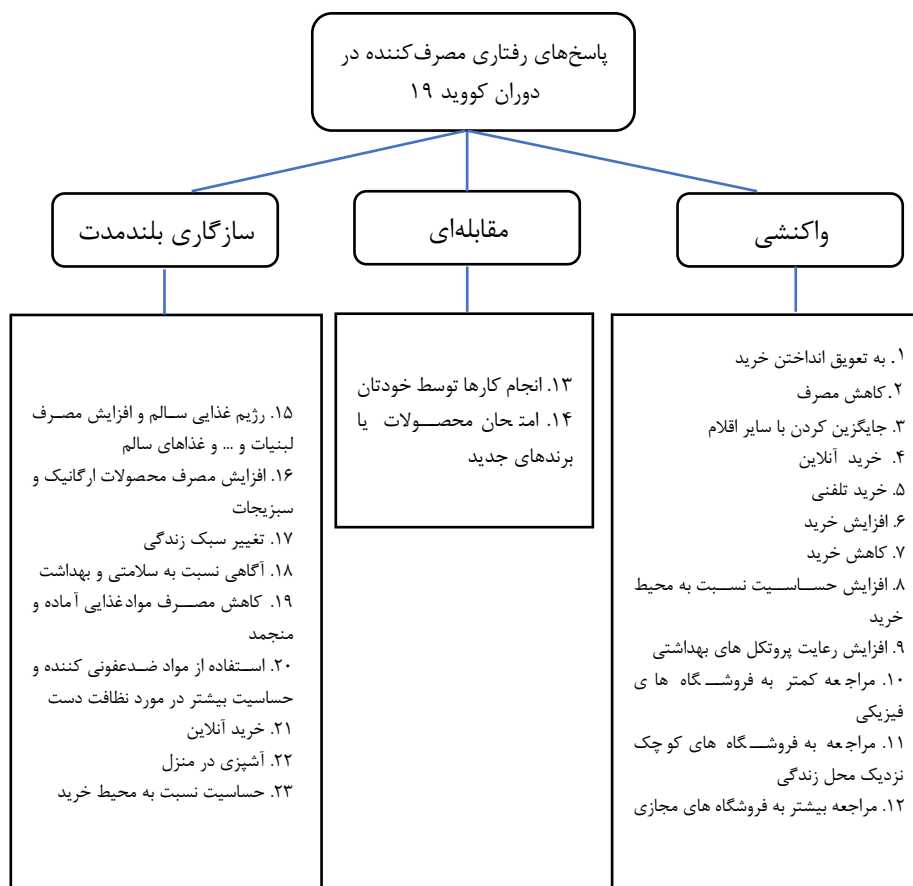 پاسخ‌های رفتاری مصرف‌کننده در
دوران کووید ۱۹
واکنشی
مقابله‌ای
سازگاری بلندمدت
۱. به تعویق انداختن خرید
۲. کاهش مصرف
۳. جایگزین کردن با سایر اقلام
۴. خرید آنلاین
۵. خرید تلفنی
۶. افزایش خرید
۷. کاهش خرید
۸. افزایش حساسیت نسبت به محیط
خرید
۹. افزایش رعایت پروتکل های بهداشتی
۱۰. مراجعه کمتر به فروشگاه های
فیزیکی
۱۱. مراجعه به فروشگاه های کوچک
نزدیک محل زندگی
۱۲. مراجعه بیشتر به فروشگاه های مجازی
۱۳. انجام کارها توسط خودتان
۱۴. امتحان محصولات یا
برندهای جدید
۱۵. رژیم غذایی سالم و افزایش مصرف
لبنیات و ... و غذاهای سالم
۱۶. افزایش مصرف محصولات ارگانیک و
سبزیجات
۱۷. تغییر سبک زندگی
۱۸. آگاهی نسبت به سلامتی و بهداشت
۱۹. کاهش مصرف موادغذایی آماده و
منجمد
۲۰. استفاده از مواد ضدعفونی کننده و
حساسیت بیشتر در مورد نظافت دست
۲۱. خرید آنلاین
۲۲. آشپزی در منزل
۲۳. حساسیت نسبت به محیط خرید